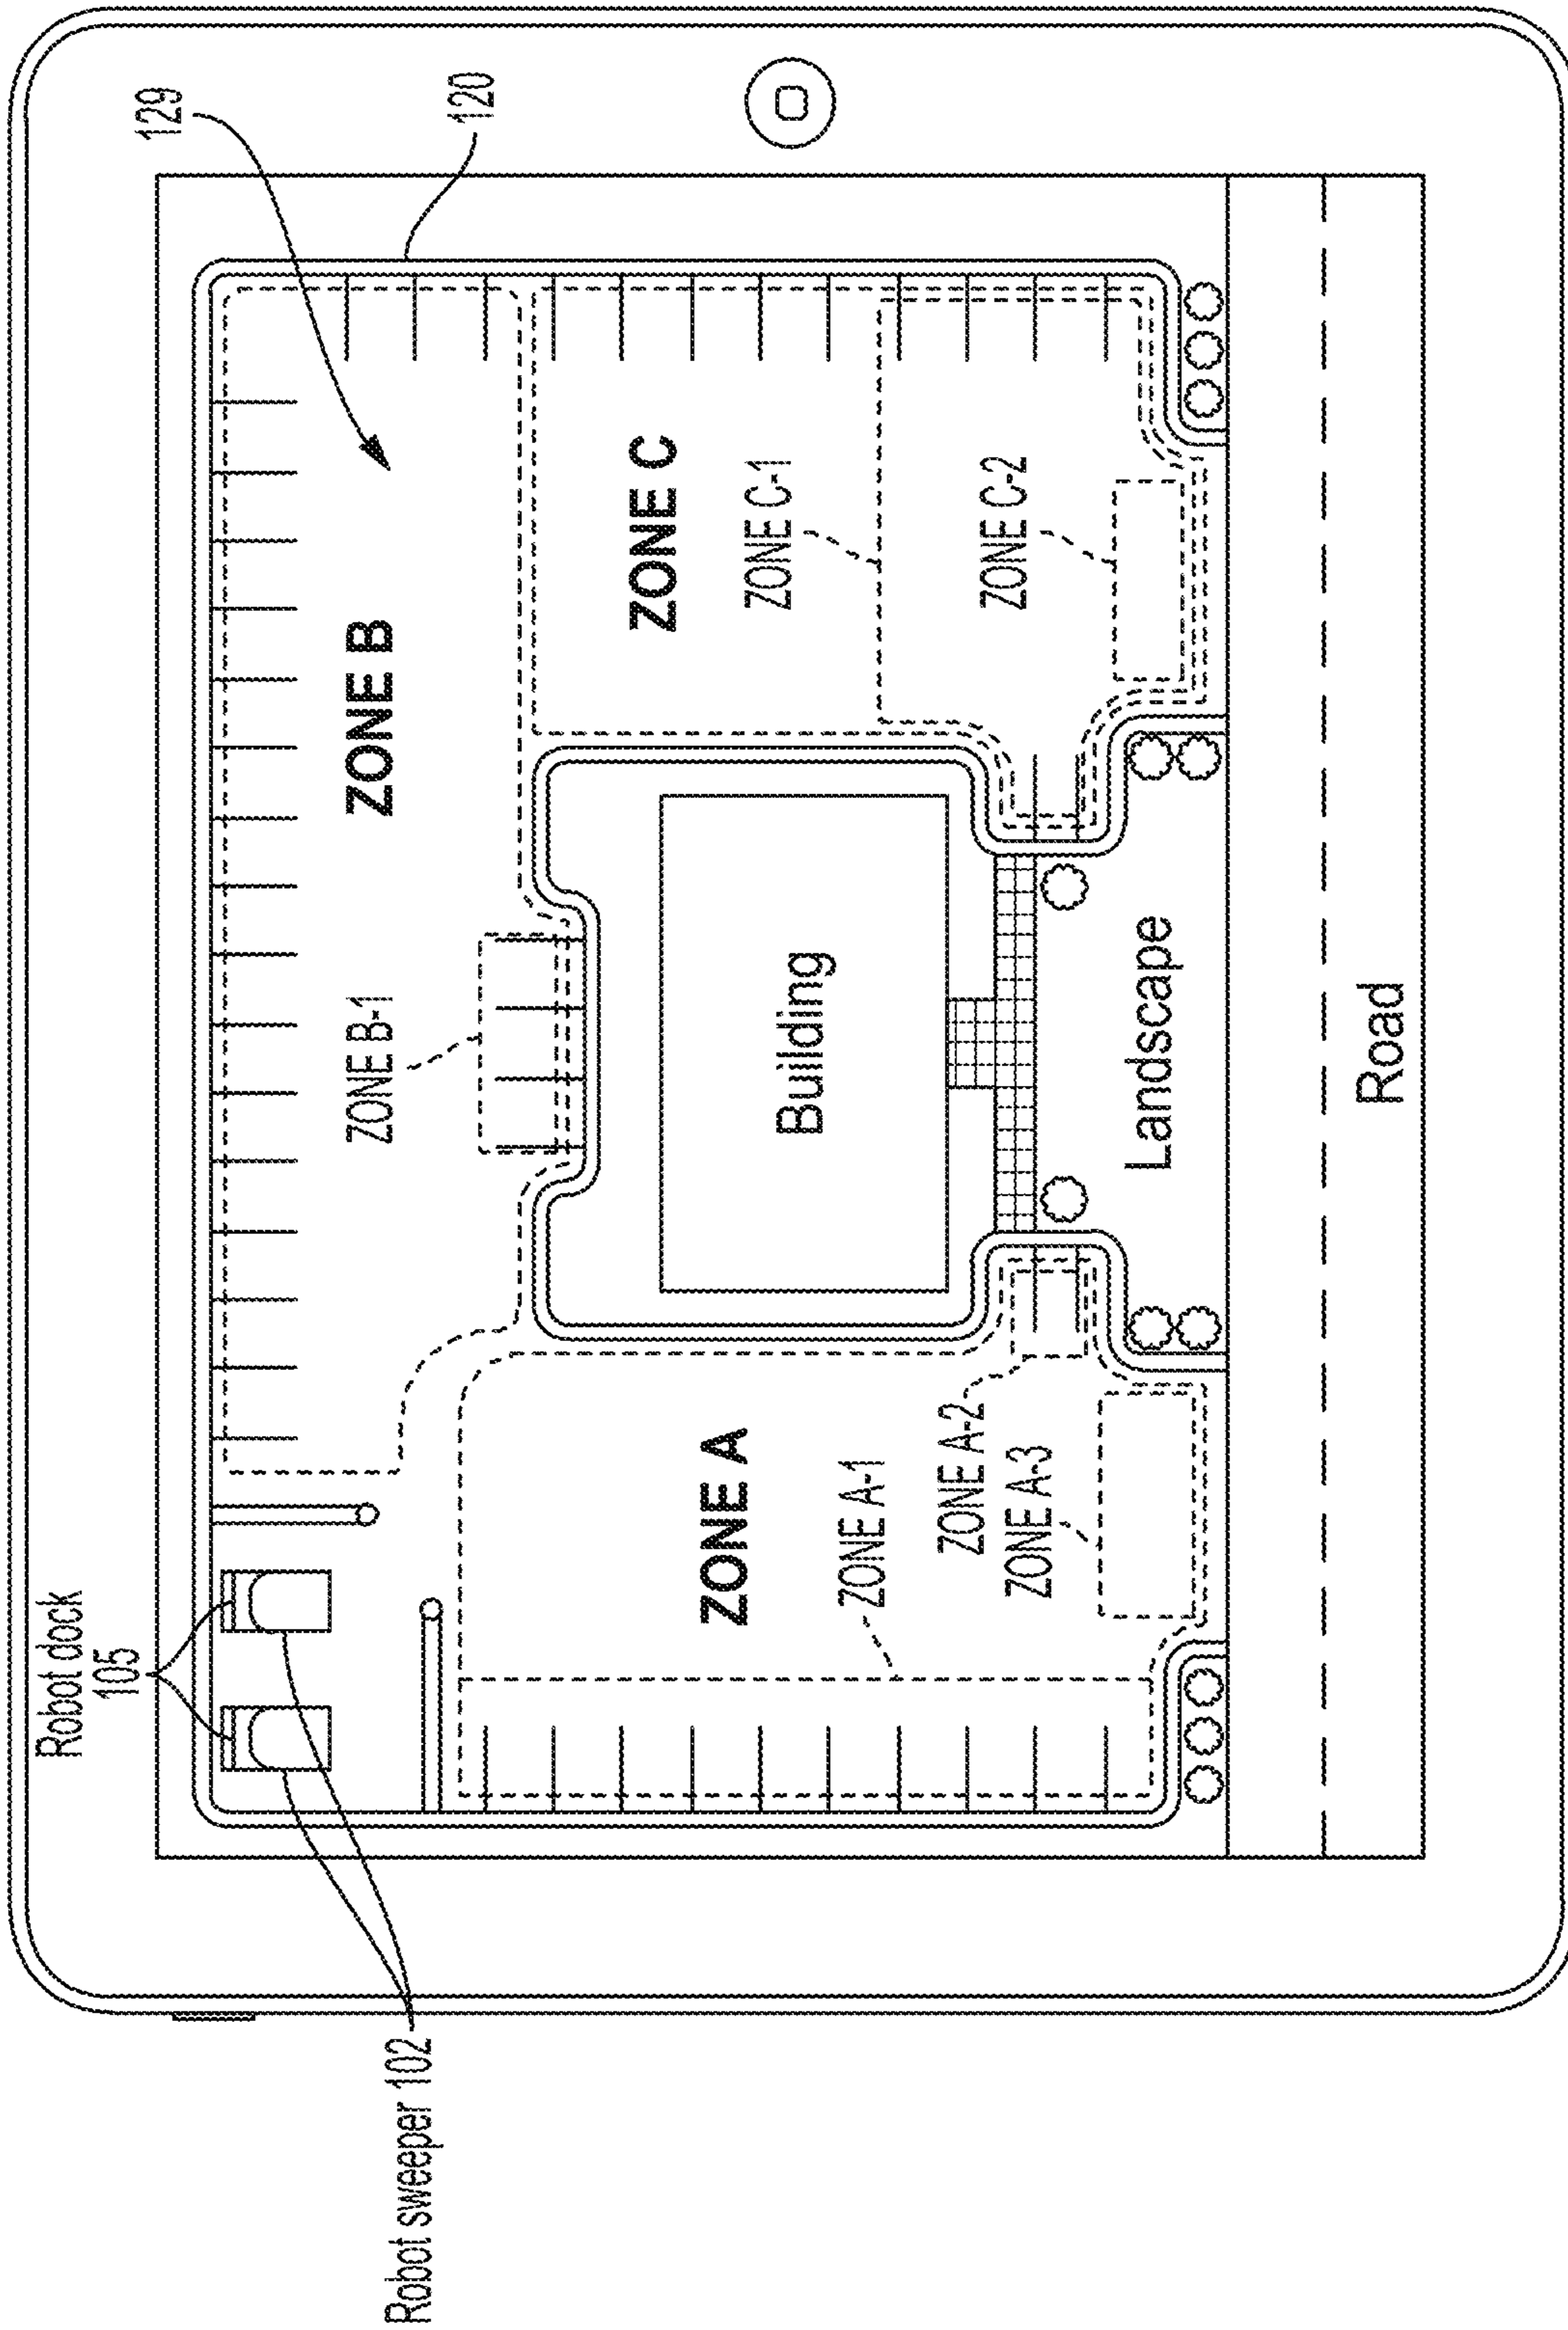 Robot dock
105
129
120
Robot sweeper 102
ZONE B
ZONE B-1
ZONE C
ZONE C-1
ZONE C-2
ZONE A
ZONE A-1
ZONE A-2
ZONE A-3
Building
Landscape
Road